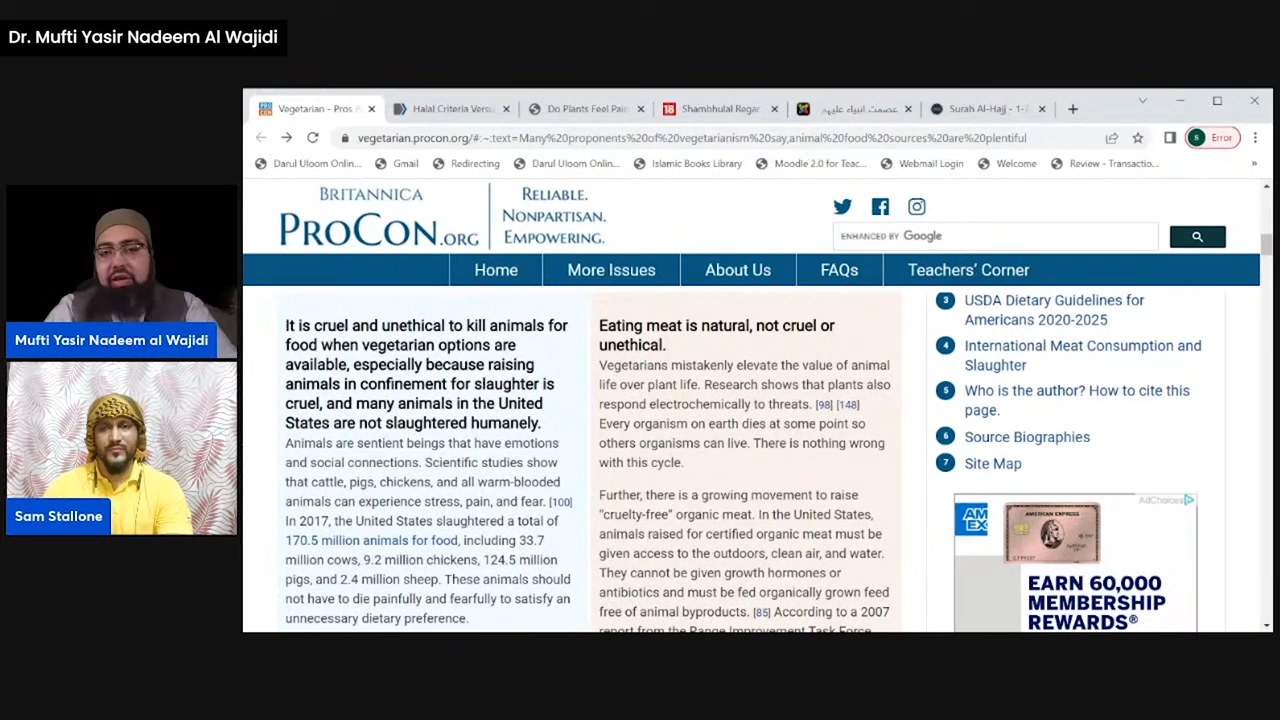 Dr. Mufti Yasir Nadeem Al Wajidi
Vegetarian - Pros &
Halal Criteria Vers
Do Plants Feel Pain
Shambhulal Regar
عصمت انبیاء علیہم
Surah Al-Hajj - 1-
vegetarian.procon.org/#:~:text=Many%20proponents%20of%20vegetarianism%20say,animal%20food%20sources%20are%20plentiful
Error
Darul Uloom Onlin...
Gmail
Redirecting
Darul Uloom Onlin...
Islamic Books Library
Moodle 2.0 for Teac...
Webmail Login
Welcome
Review - Transactio...
BRITANNICA
PROCON.ORG
RELIABLE.
NONPARTISAN.
EMPOWERING.
ENHANCED BY Google
Home
More Issues
About Us
FAQs
Teachers' Corner
It is cruel and unethical to kill animals for
food when vegetarian options are
available, especially because raising
animals in confinement for slaughter is
cruel, and many animals in the United
States are not slaughtered humanely.
Animals are sentient beings that have emotions
and social connections. Scientific studies show
that cattle, pigs, chickens, and all warm-blooded
animals can experience stress, pain, and fear. [100]
In 2017, the United States slaughtered a total of
170.5 million animals for food, including 33.7
million cows, 9.2 million chickens, 124.5 million
pigs, and 2.4 million sheep. These animals should
not have to die painfully and fearfully to satisfy an
unnecessary dietary preference.
Eating meat is natural, not cruel or
unethical.
Vegetarians mistakenly elevate the value of animal
life over plant life. Research shows that plants also
respond electrochemically to threats. [98] [148]
Every organism on earth dies at some point so
others organisms can live. There is nothing wrong
with this cycle.
Further, there is a growing movement to raise
"cruelty-free" organic meat. In the United States,
animals raised for certified organic meat must be
given access to the outdoors, clean air, and water.
They cannot be given growth hormones or
antibiotics and must be fed organically grown feed
free of animal byproducts. [85] According to a 2007
report from the Range Improvement Task Force
3 USDA Dietary Guidelines for
Americans 2020-2025
4 International Meat Consumption and
Slaughter
5 Who is the author? How to cite this
page.
6 Source Biographies
7 Site Map
AdChoices
AM
EX
AMERICAN EXPRESS
EARN 60,000
MEMBERSHIP
REWARDS®
Mufti Yasir Nadeem al Wajidi
Sam Stallone